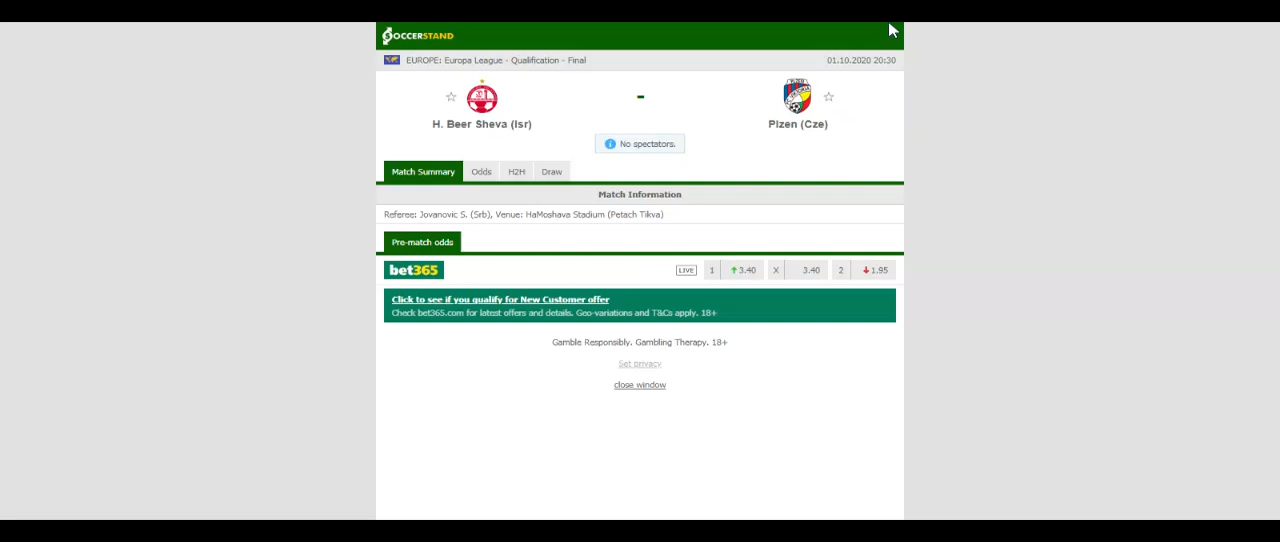 SOCCERSTAND
EUROPE: Europa League - Qualification - Final 01.10.2020 20:30
H. Beer Sheva (Isr) - Plzen (Cze)
No spectators.
Match Summary Odds H2H Draw
Match Information
Referee: Jovanovic S. (Srb), Venue: HaMoshava Stadium (Petach Tikva)
Pre-match odds
bet365 LIVE 1 3.40 X 3.40 2 1.95
Click to see if you qualify for New Customer offer
Check bet365.com for latest offers and details. Geo-variations and T&Cs apply. 18+
Gamble Responsibly. Gambling Therapy. 18+
Set privacy
close window